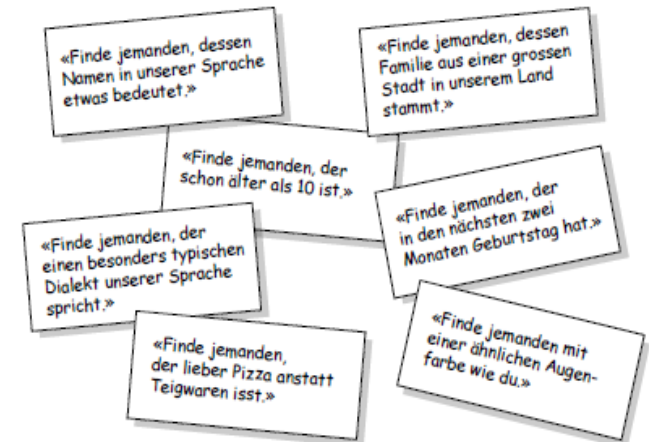 «Finde jemanden, dessen
Namen in unserer Sprache
etwas bedeutet.»
«Finde jemanden, dessen
Familie aus einer grossen
Stadt in unserem Land
stammt.»
«Finde jemanden, der
schon älter als 10 ist.»
«Finde jemanden, der
in den nächsten zwei
Monaten Geburtstag hat.»
«Finde jemanden, der
einen besonders typischen
Dialekt unserer Sprache
spricht.»
«Finde jemanden,
der lieber Pizza anstatt
Teigwaren isst.»
«Finde jemanden mit
einer ähnlichen Augen-
farbe wie du.»